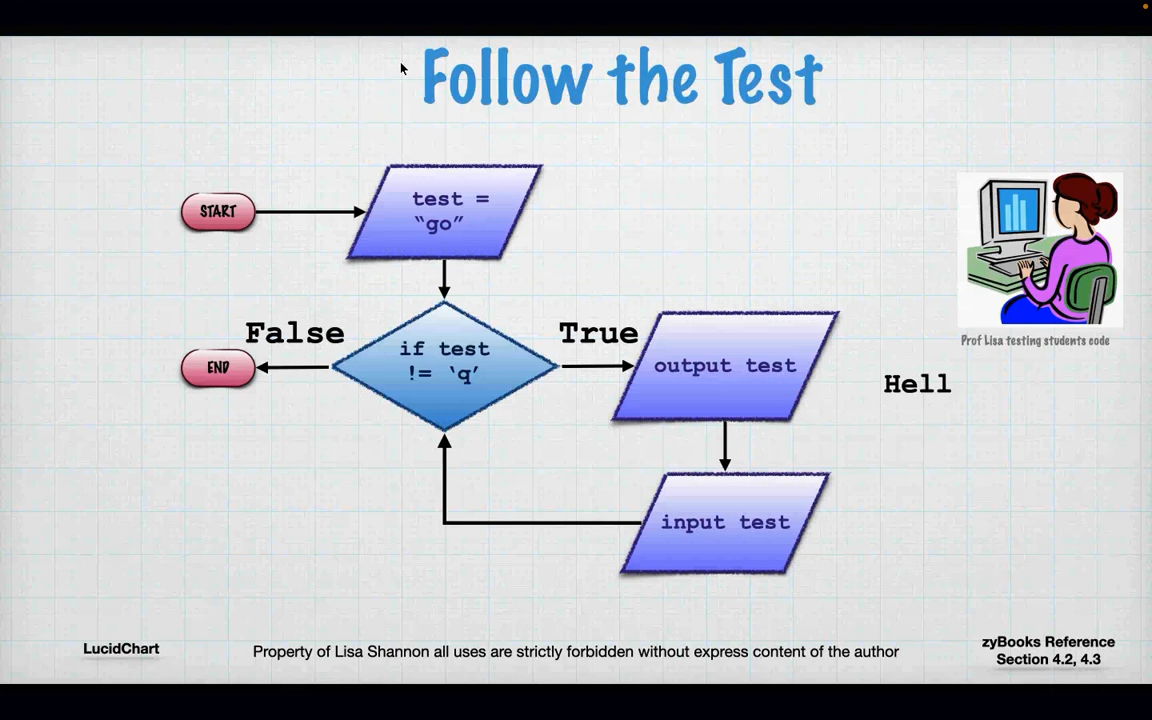 Follow the Test
START
test =
“go”
False
True
if test
!= ‘q’
END
output test
Prof Lisa testing students code
Hell
input test
LucidChart
Property of Lisa Shannon all uses are strictly forbidden without express content of the author
zyBooks Reference
Section 4.2, 4.3